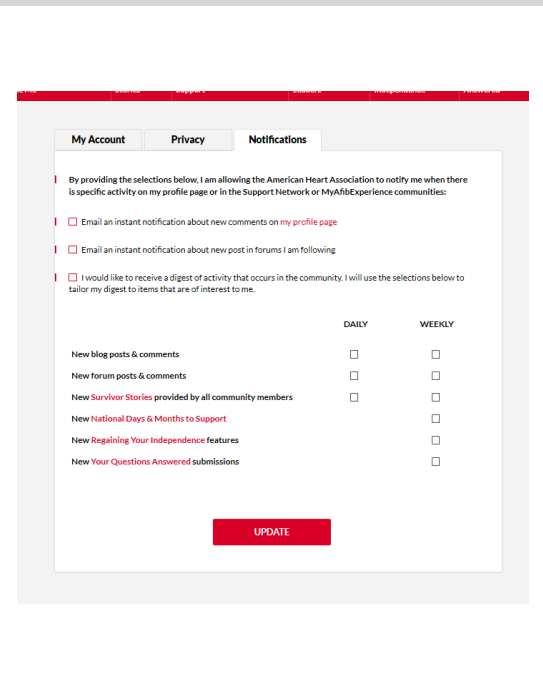 My Account Privacy Notifications
By providing the selections below, I am allowing the American Heart Association to notify me when there
is specific activity on my profile page or in the Support Network or MyAfibExperience communities:
Email an instant notification about new comments on my profile page
Email an instant notification about new post in forums I am following
I would like to receive a digest of activity that occurs in the community. I will use the selections below to
tailor my digest to items that are of interest to me.
DAILY WEEKLY
New blog posts & comments
New forum posts & comments
New Survivor Stories provided by all community members
New National Days & Months to Support
New Regaining Your Independence features
New Your Questions Answered submissions
UPDATE